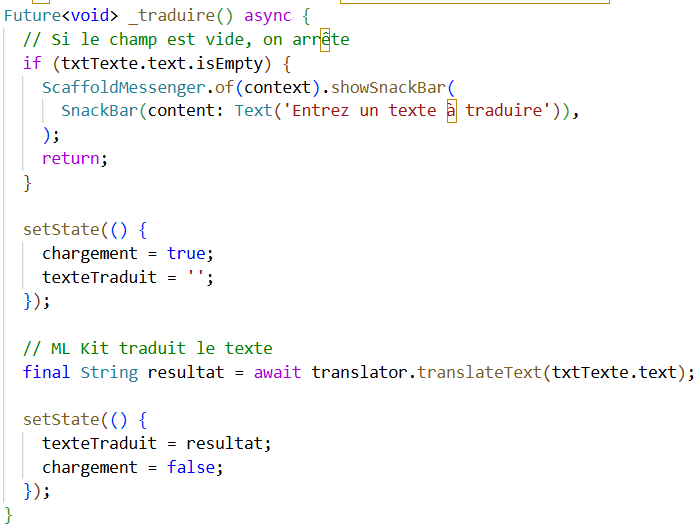 Future<void> _traduire() async {
  // Si le champ est vide, on arrête
  if (txtTexte.text.isEmpty) {
    ScaffoldMessenger.of(context).showSnackBar(
      SnackBar(content: Text('Entrez un texte à traduire')),
    );
    return;
  }

  setState(() {
    chargement = true;
    texteTraduit = '';
  });

  // ML Kit traduit le texte
  final String resultat = await translator.translateText(txtTexte.text);

  setState(() {
    texteTraduit = resultat;
    chargement = false;
  });
}